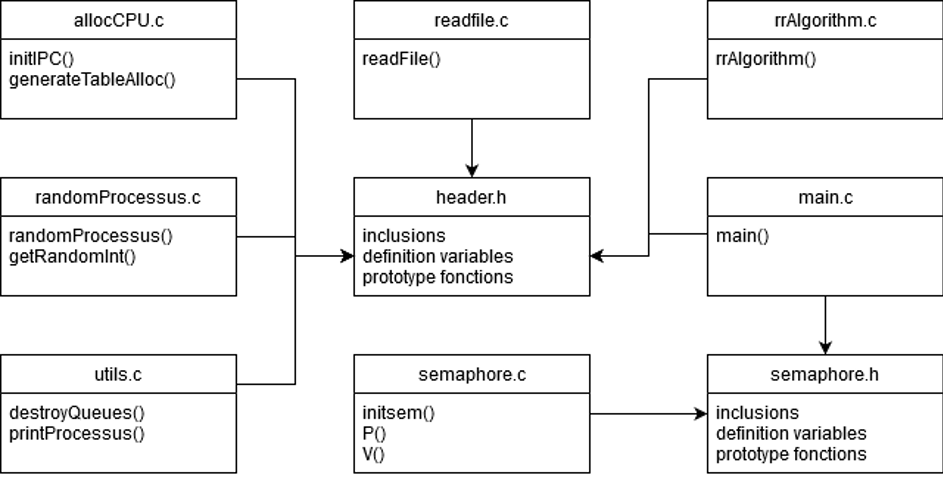 allocCPU.c
initIPC()
generateTableAlloc()
readfile.c
readFile()
rrAlgorithm.c
rrAlgorithm()
randomProcessus.c
randomProcessus()
getRandomInt()
header.h
inclusions
definition variables
prototype fonctions
main.c
main()
utils.c
destroyQueues()
printProcessus()
semaphore.c
initsem()
P()
V()
semaphore.h
inclusions
definition variables
prototype fonctions